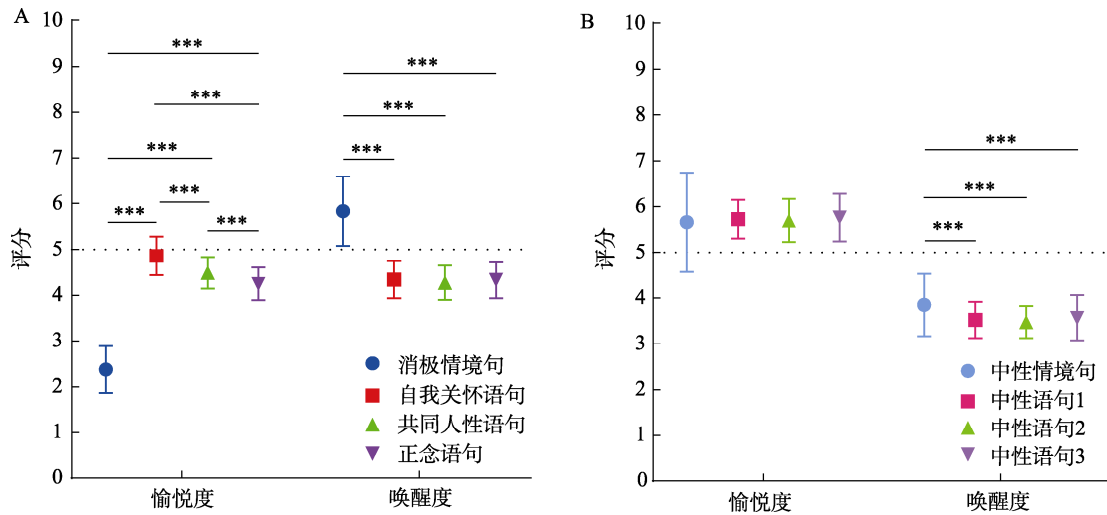 A
10
9
8
7
6
5
4
3
2
1
0
评分
***
***
***
***
***
***
***
***
***
消极情境句
自我关怀语句
共同人性语句
正念语句
愉悦度
唤醒度
B
10
9
8
7
6
5
4
3
2
1
0
评分
***
***
***
中性情境句
中性语句1
中性语句2
中性语句3
愉悦度
唤醒度